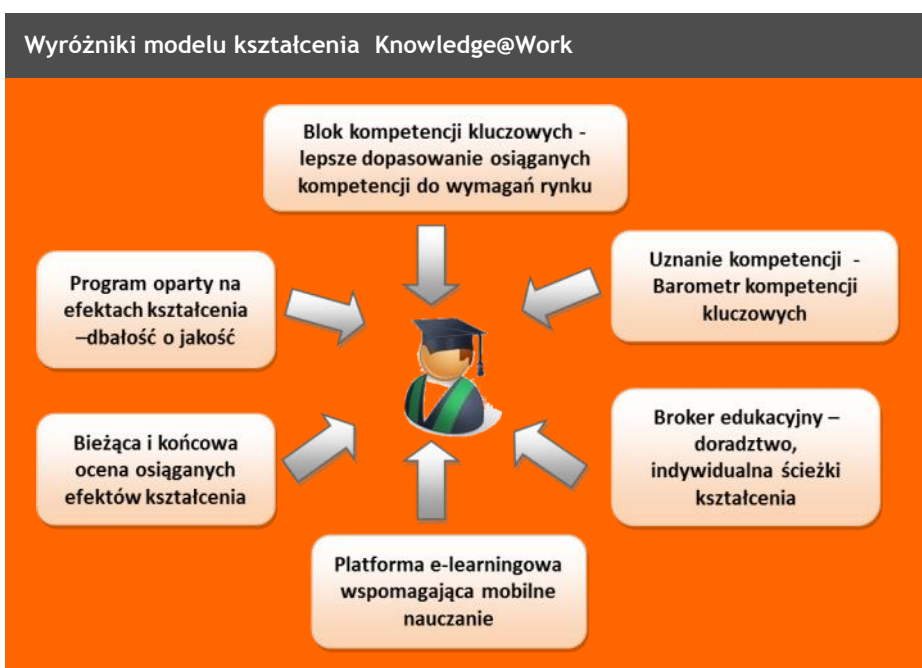 Wyróżniki modelu kształcenia Knowledge@Work
Blok kompetencji kluczowych -
lepsze dopasowanie osiąganych
kompetencji do wymagań rynku
Program oparty na
efektach kształcenia
–dbałość o jakość
Uznanie kompetencji -
Barometr kompetencji
kluczowych
Bieżąca i końcowa
ocena osiąganych
efektów kształcenia
Broker edukacyjny –
doradztwo,
indywidualna ścieżki
kształcenia
Platforma e-learningowa
wspomagająca mobilne
nauczanie